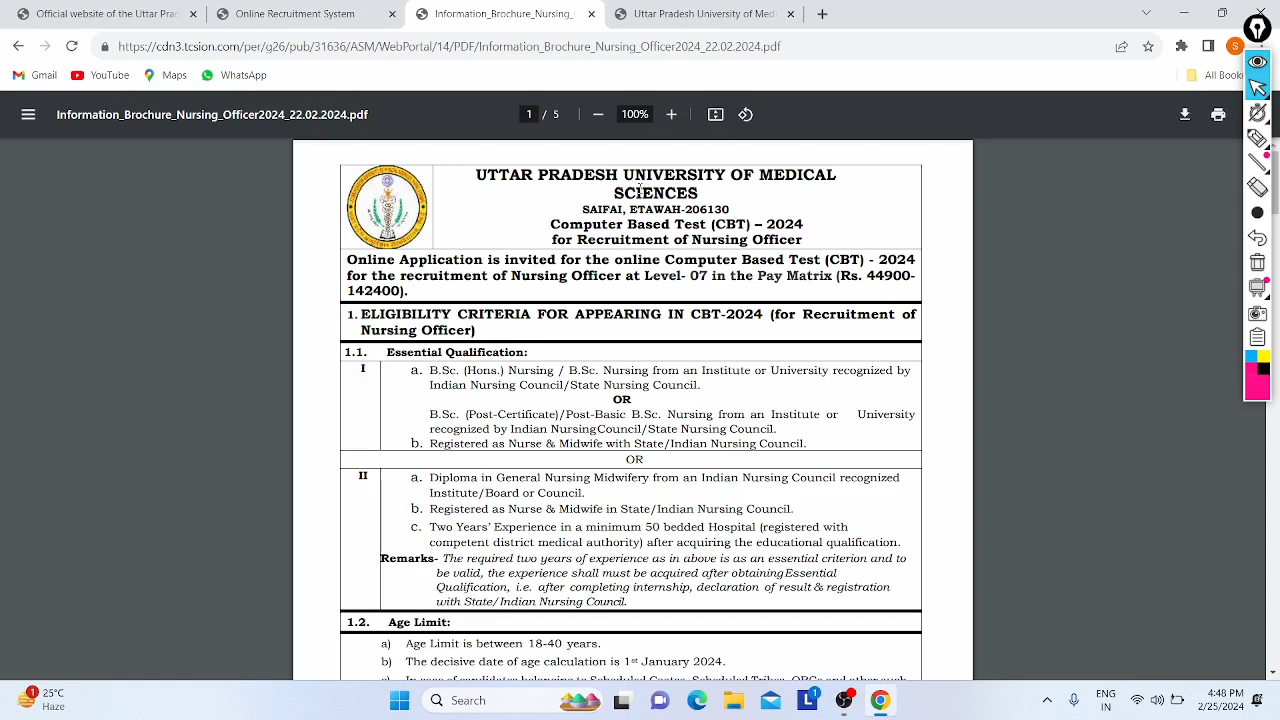 Official website of the Uttar Prac
Online Recruitment System
Information_Brochure_Nursing_C
Uttar Pradesh University of Medi
https://cdn3.tcsion.com/per/g26/pub/31636/ASM/WebPortal/14/PDF/Information_Brochure_Nursing_Officer2024_22.02.2024.pdf
S
Gmail
YouTube
Maps
WhatsApp
All Book
Information_Brochure_Nursing_Officer2024_22.02.2024.pdf
1 / 5
100%
UTTAR PRADESH UNIVERSITY OF MEDICAL
SCIENCES
SAIFAI, ETAWAH-206130
Computer Based Test (CBT) – 2024
for Recruitment of Nursing Officer
Online Application is invited for the online Computer Based Test (CBT) - 2024
for the recruitment of Nursing Officer at Level- 07 in the Pay Matrix (Rs. 44900-
142400).
1. ELIGIBILITY CRITERIA FOR APPEARING IN CBT-2024 (for Recruitment of
Nursing Officer)
1.1. Essential Qualification:
I
a. B.Sc. (Hons.) Nursing / B.Sc. Nursing from an Institute or University recognized by
Indian Nursing Council/State Nursing Council.
OR
B.Sc. (Post-Certificate)/Post-Basic B.Sc. Nursing from an Institute or University
recognized by Indian NursingCouncil/State Nursing Council.
b. Registered as Nurse & Midwife with State/Indian Nursing Council.
OR
II
a. Diploma in General Nursing Midwifery from an Indian Nursing Council recognized
Institute/Board or Council.
b. Registered as Nurse & Midwife in State/Indian Nursing Council.
c. Two Years' Experience in a minimum 50 bedded Hospital (registered with
competent district medical authority) after acquiring the educational qualification.
Remarks- The required two years of experience as in above is as an essential criterion and to
be valid, the experience shall must be acquired after obtainingEssential
Qualification, i.e. after completing internship, declaration of result & registration
with State/Indian Nursing Council.
1.2. Age Limit:
a) Age Limit is between 18-40 years.
b) The decisive date of age calculation is 1st January 2024.
25°C
Haze
1
Search
1
ENG
IN
4:48 PM
2/25/2024